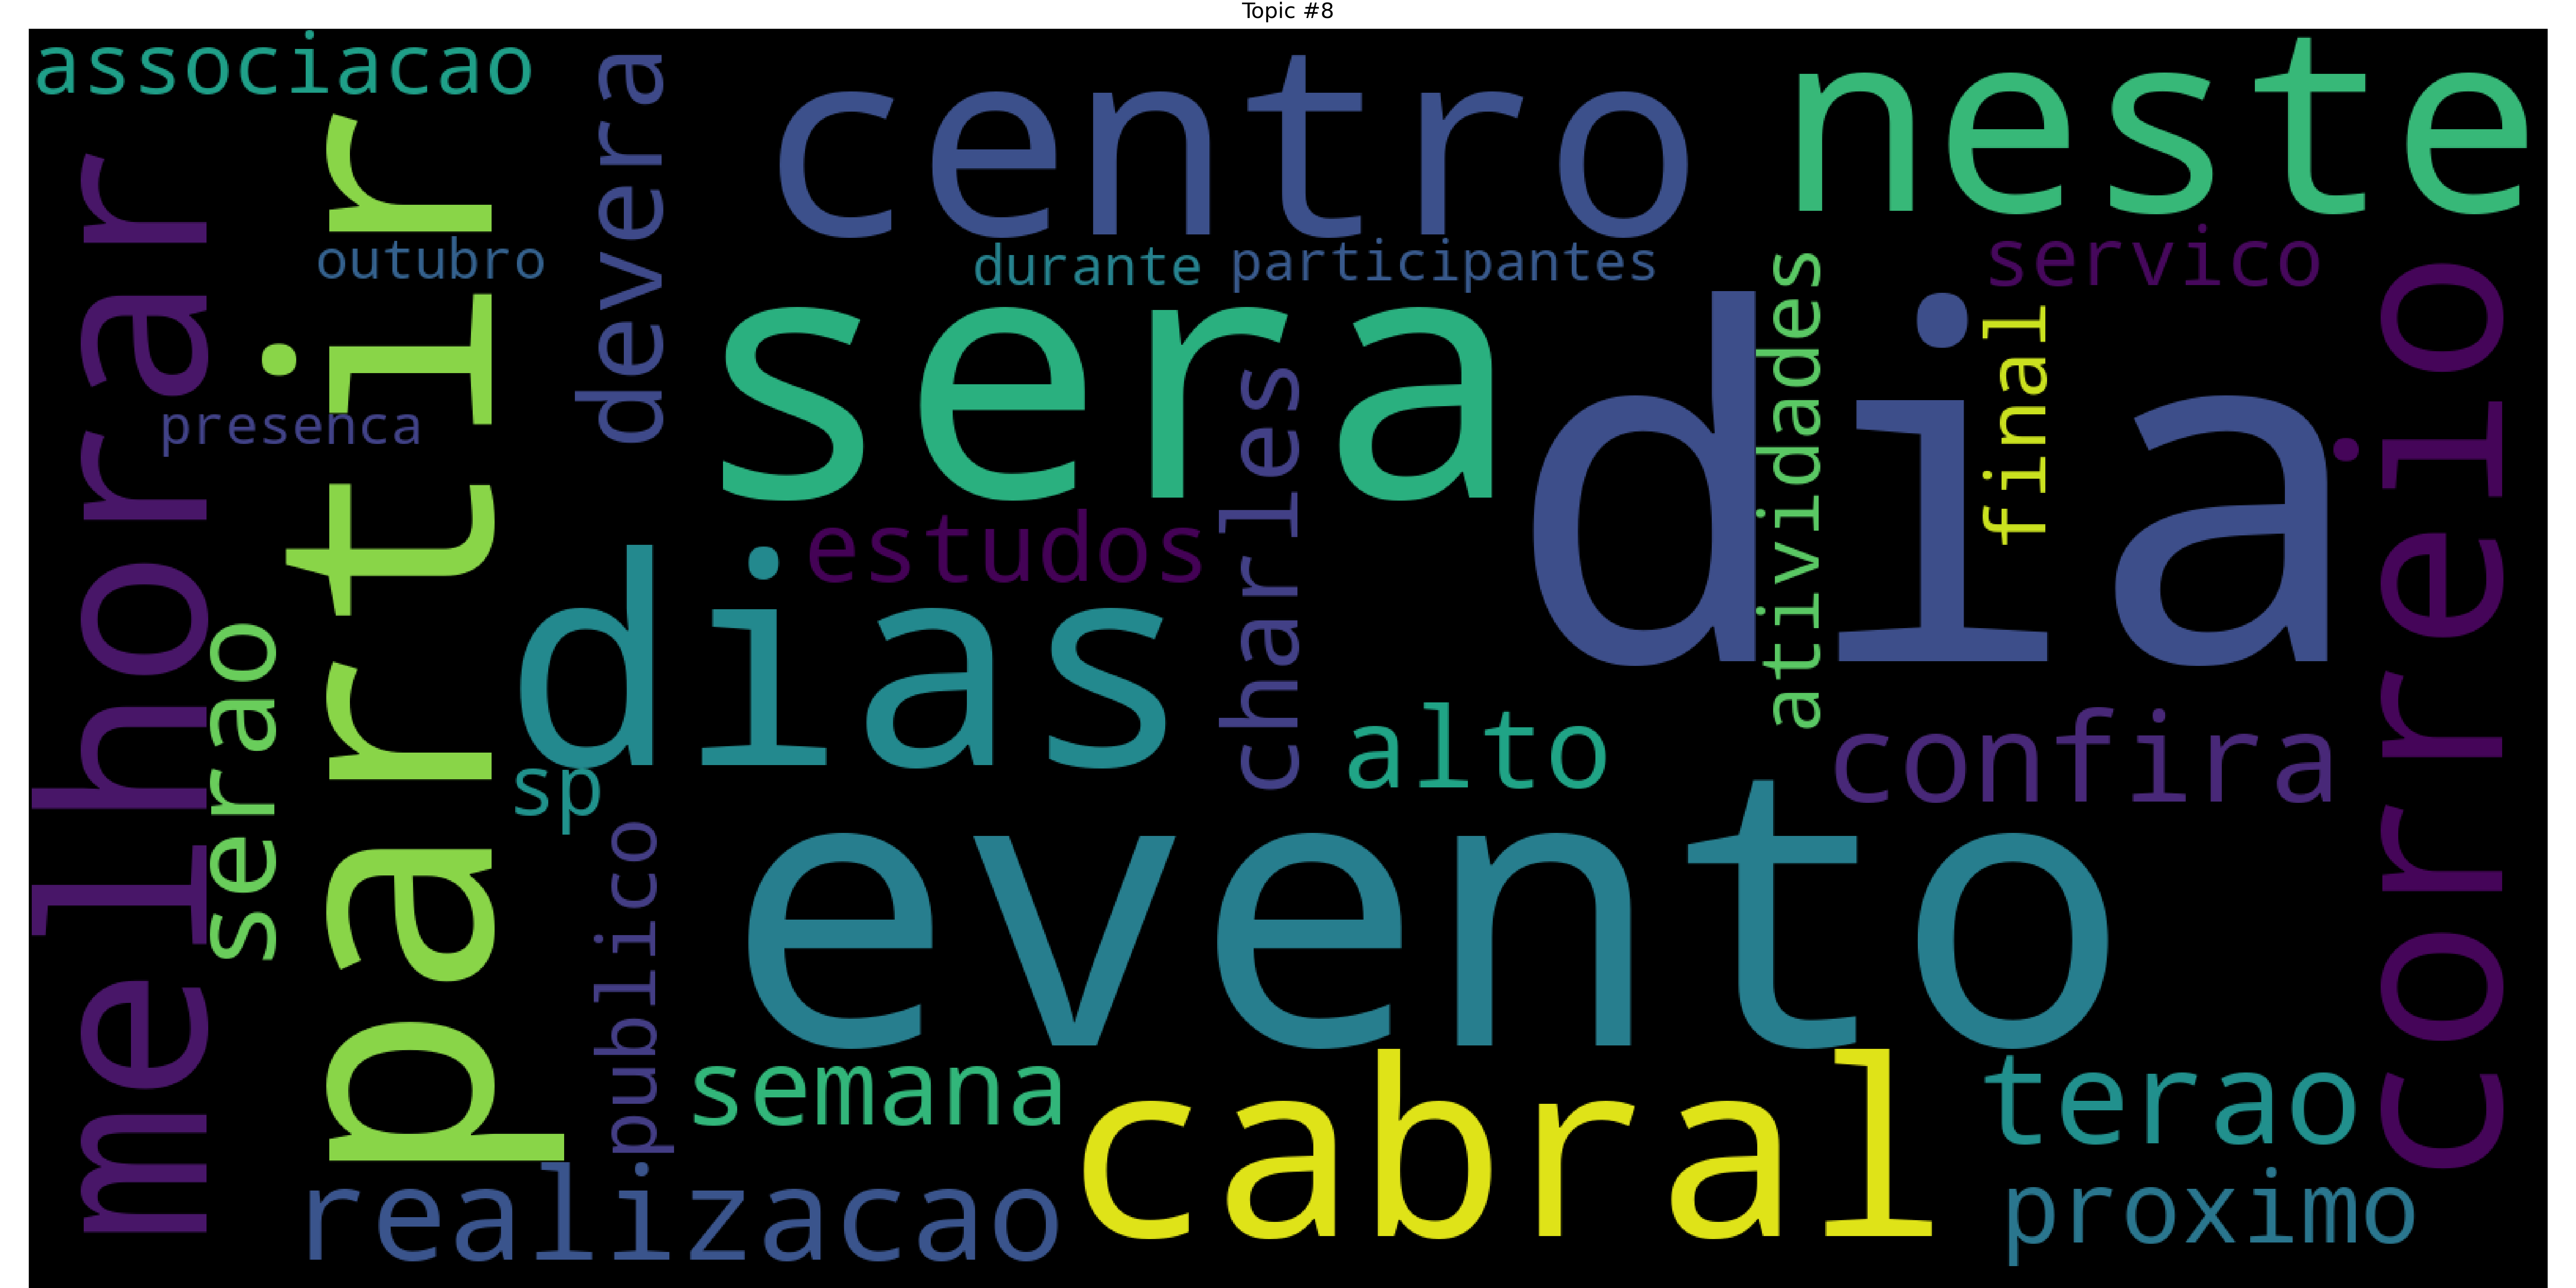 Topic #8
associacao
melhorar
partir
devera
centro
neste
outubro
durante
participantes
servico
sera
dia
atividades
final
correio
presenca
charles
estudos
dias
serao
sp
alto
confira
publico
evento
semana
cabral
terao
realizacao
proximo